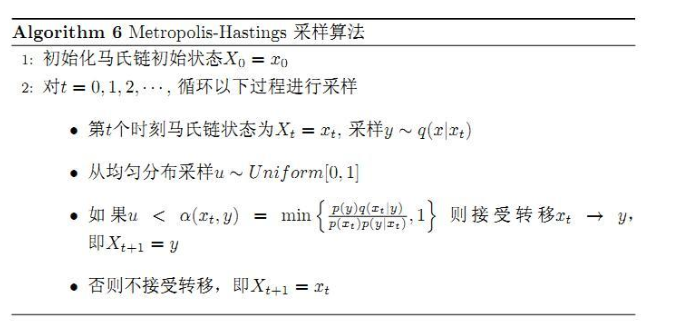 Algorithm 6 Metropolis-Hastings 采样算法
1: 初始化马氏链初始状态$X_0 = x_0$
2: 对$t = 0, 1, 2, \cdots$, 循环以下过程进行采样
• 第$t$个时刻马氏链状态为$X_t = x_t$, 采样$y \sim q(x|x_t)$
• 从均匀分布采样$u \sim Uniform[0, 1]$
• 如果$u < \alpha(x_t, y) = \min\left\{\frac{p(y)q(x_t|y)}{p(x_t)p(y|x_t)}, 1\right\}$ 则接受转移$x_t \to y$,
即$X_{t+1} = y$
• 否则不接受转移，即$X_{t+1} = x_t$